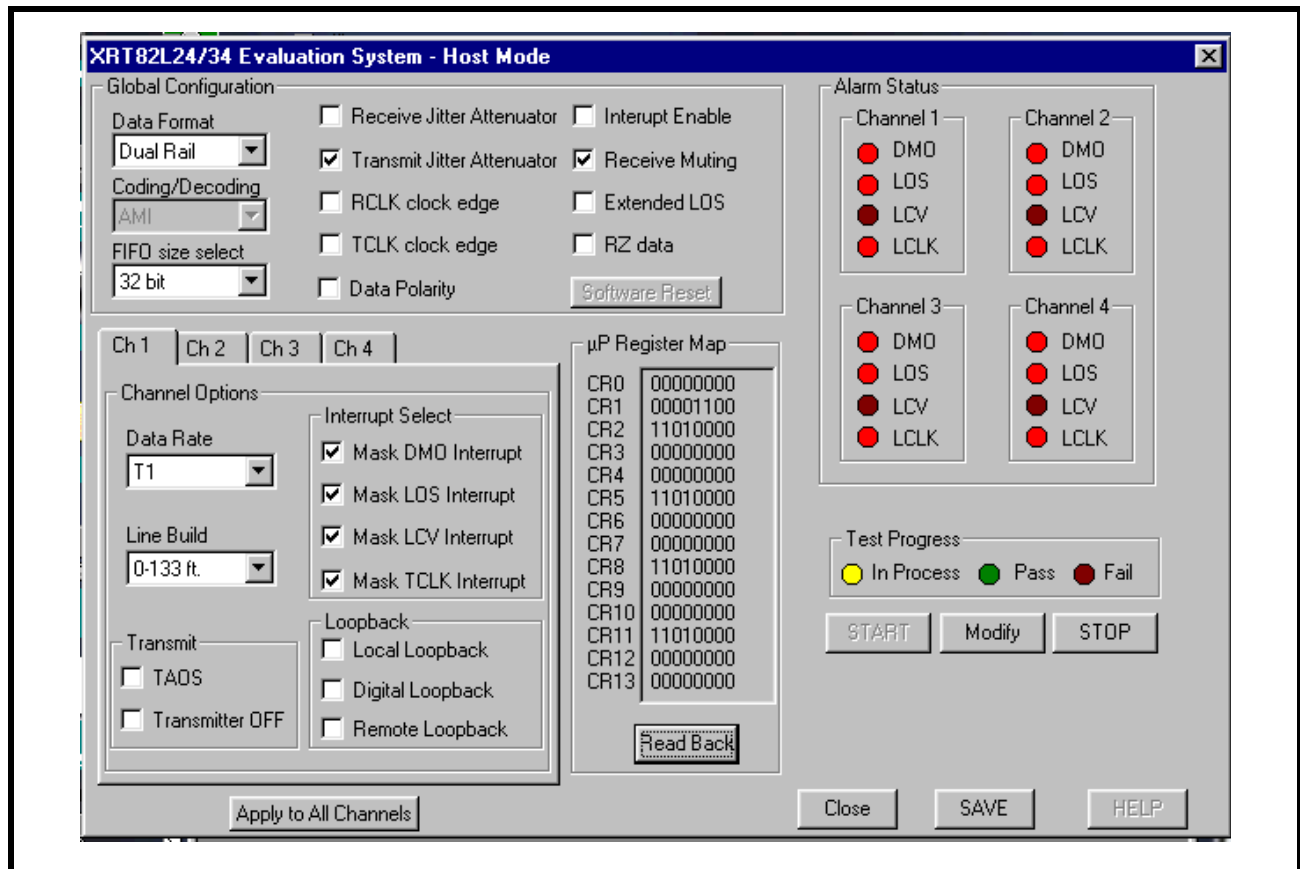 XRT82L24/34 Evaluation System - Host Mode
Global Configuration
Data Format
Dual Rail
Coding/Decoding
AMI
FIFO size select
32 bit
Receive Jitter Attenuator
Transmit Jitter Attenuator
RCLK clock edge
TCLK clock edge
Data Polarity
Interupt Enable
Receive Muting
Extended LOS
RZ data
Software Reset
Alarm Status
Channel 1
DMO
LOS
LCV
LCLK
Channel 2
DMO
LOS
LCV
LCLK
Channel 3
DMO
LOS
LCV
LCLK
Channel 4
DMO
LOS
LCV
LCLK
Ch 1
Ch 2
Ch 3
Ch 4
Channel Options
Data Rate
T1
Line Build
0-133 ft.
Interrupt Select
Mask DMO Interrupt
Mask LOS Interrupt
Mask LCV Interrupt
Mask TCLK Interrupt
Transmit
TAOS
Transmitter OFF
Loopback
Local Loopback
Digital Loopback
Remote Loopback
µP Register Map
CR0 00000000
CR1 00001100
CR2 11010000
CR3 00000000
CR4 00000000
CR5 11010000
CR6 00000000
CR7 00000000
CR8 11010000
CR9 00000000
CR10 00000000
CR11 11010000
CR12 00000000
CR13 00000000
Read Back
Test Progress
In Process Pass Fail
START Modify STOP
Apply to All Channels
Close SAVE HELP